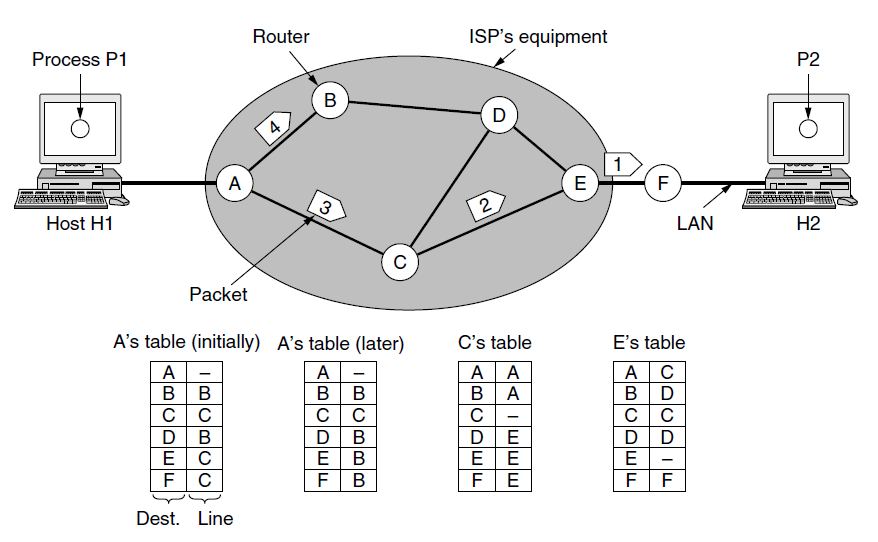 Router
ISP's equipment
Process P1
P2
B
4
D
1
A
E
F
3
2
Host H1
LAN
H2
C
Packet
A's table (initially)
A's table (later)
C's table
E's table
A –
B B
C C
D B
E C
F C
A –
B B
C C
D B
E B
F B
A A
B A
C –
D E
E E
F E
A C
B D
C C
D D
E –
F F
Dest. Line